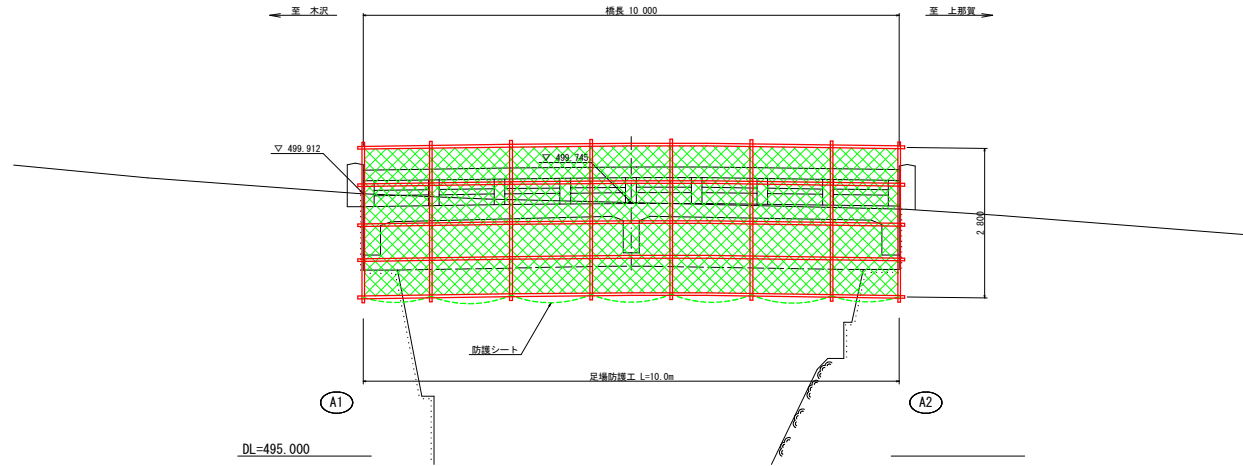 至 木沢
橋長 10 000
至 上那賀
▽ 499.912
▽ 499.745
2 800
防護シート
足場防護工 L=10.0m
A1
A2
DL=495.000